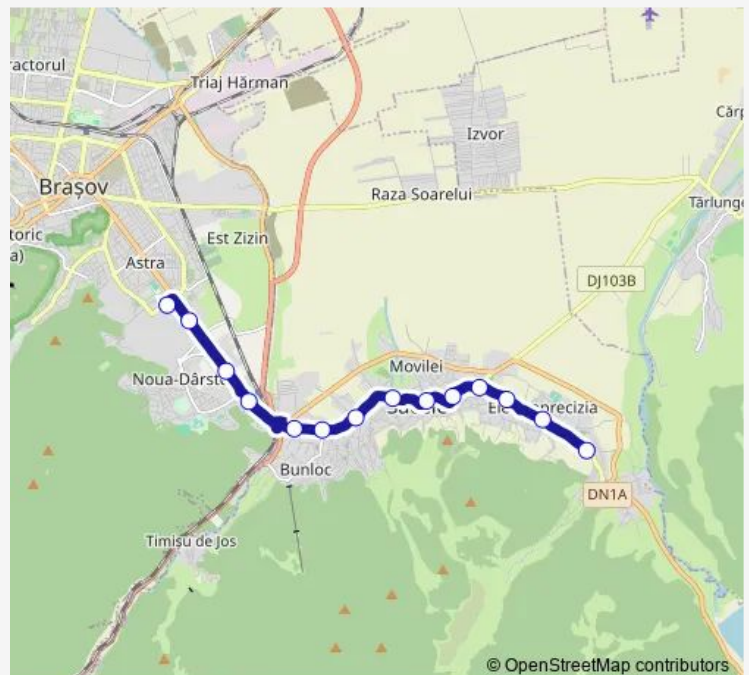 ractorul
Triaj Hărman
Izvor
Cărp
Brașov
Raza Soarelui
Tărlunge
toric
a)
Est Zizin
Astra
DJ103B
Movilei
Noua-Dârste
Ele
precizia
Bunloc
DN1A
Timișu de Jos
© OpenStreetMap contributors